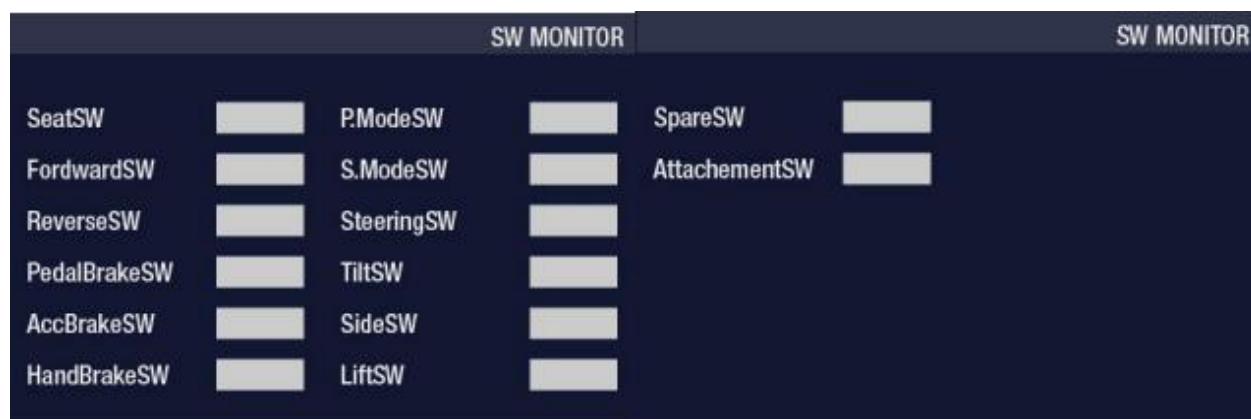 SW MONITOR
SeatSW P.ModeSW
FordwardSW S.ModeSW
ReverseSW SteeringSW
PedalBrakeSW TiltSW
AccBrakeSW SideSW
HandBrakeSW LiftSW
SW MONITOR
SpareSW
AttachementSW